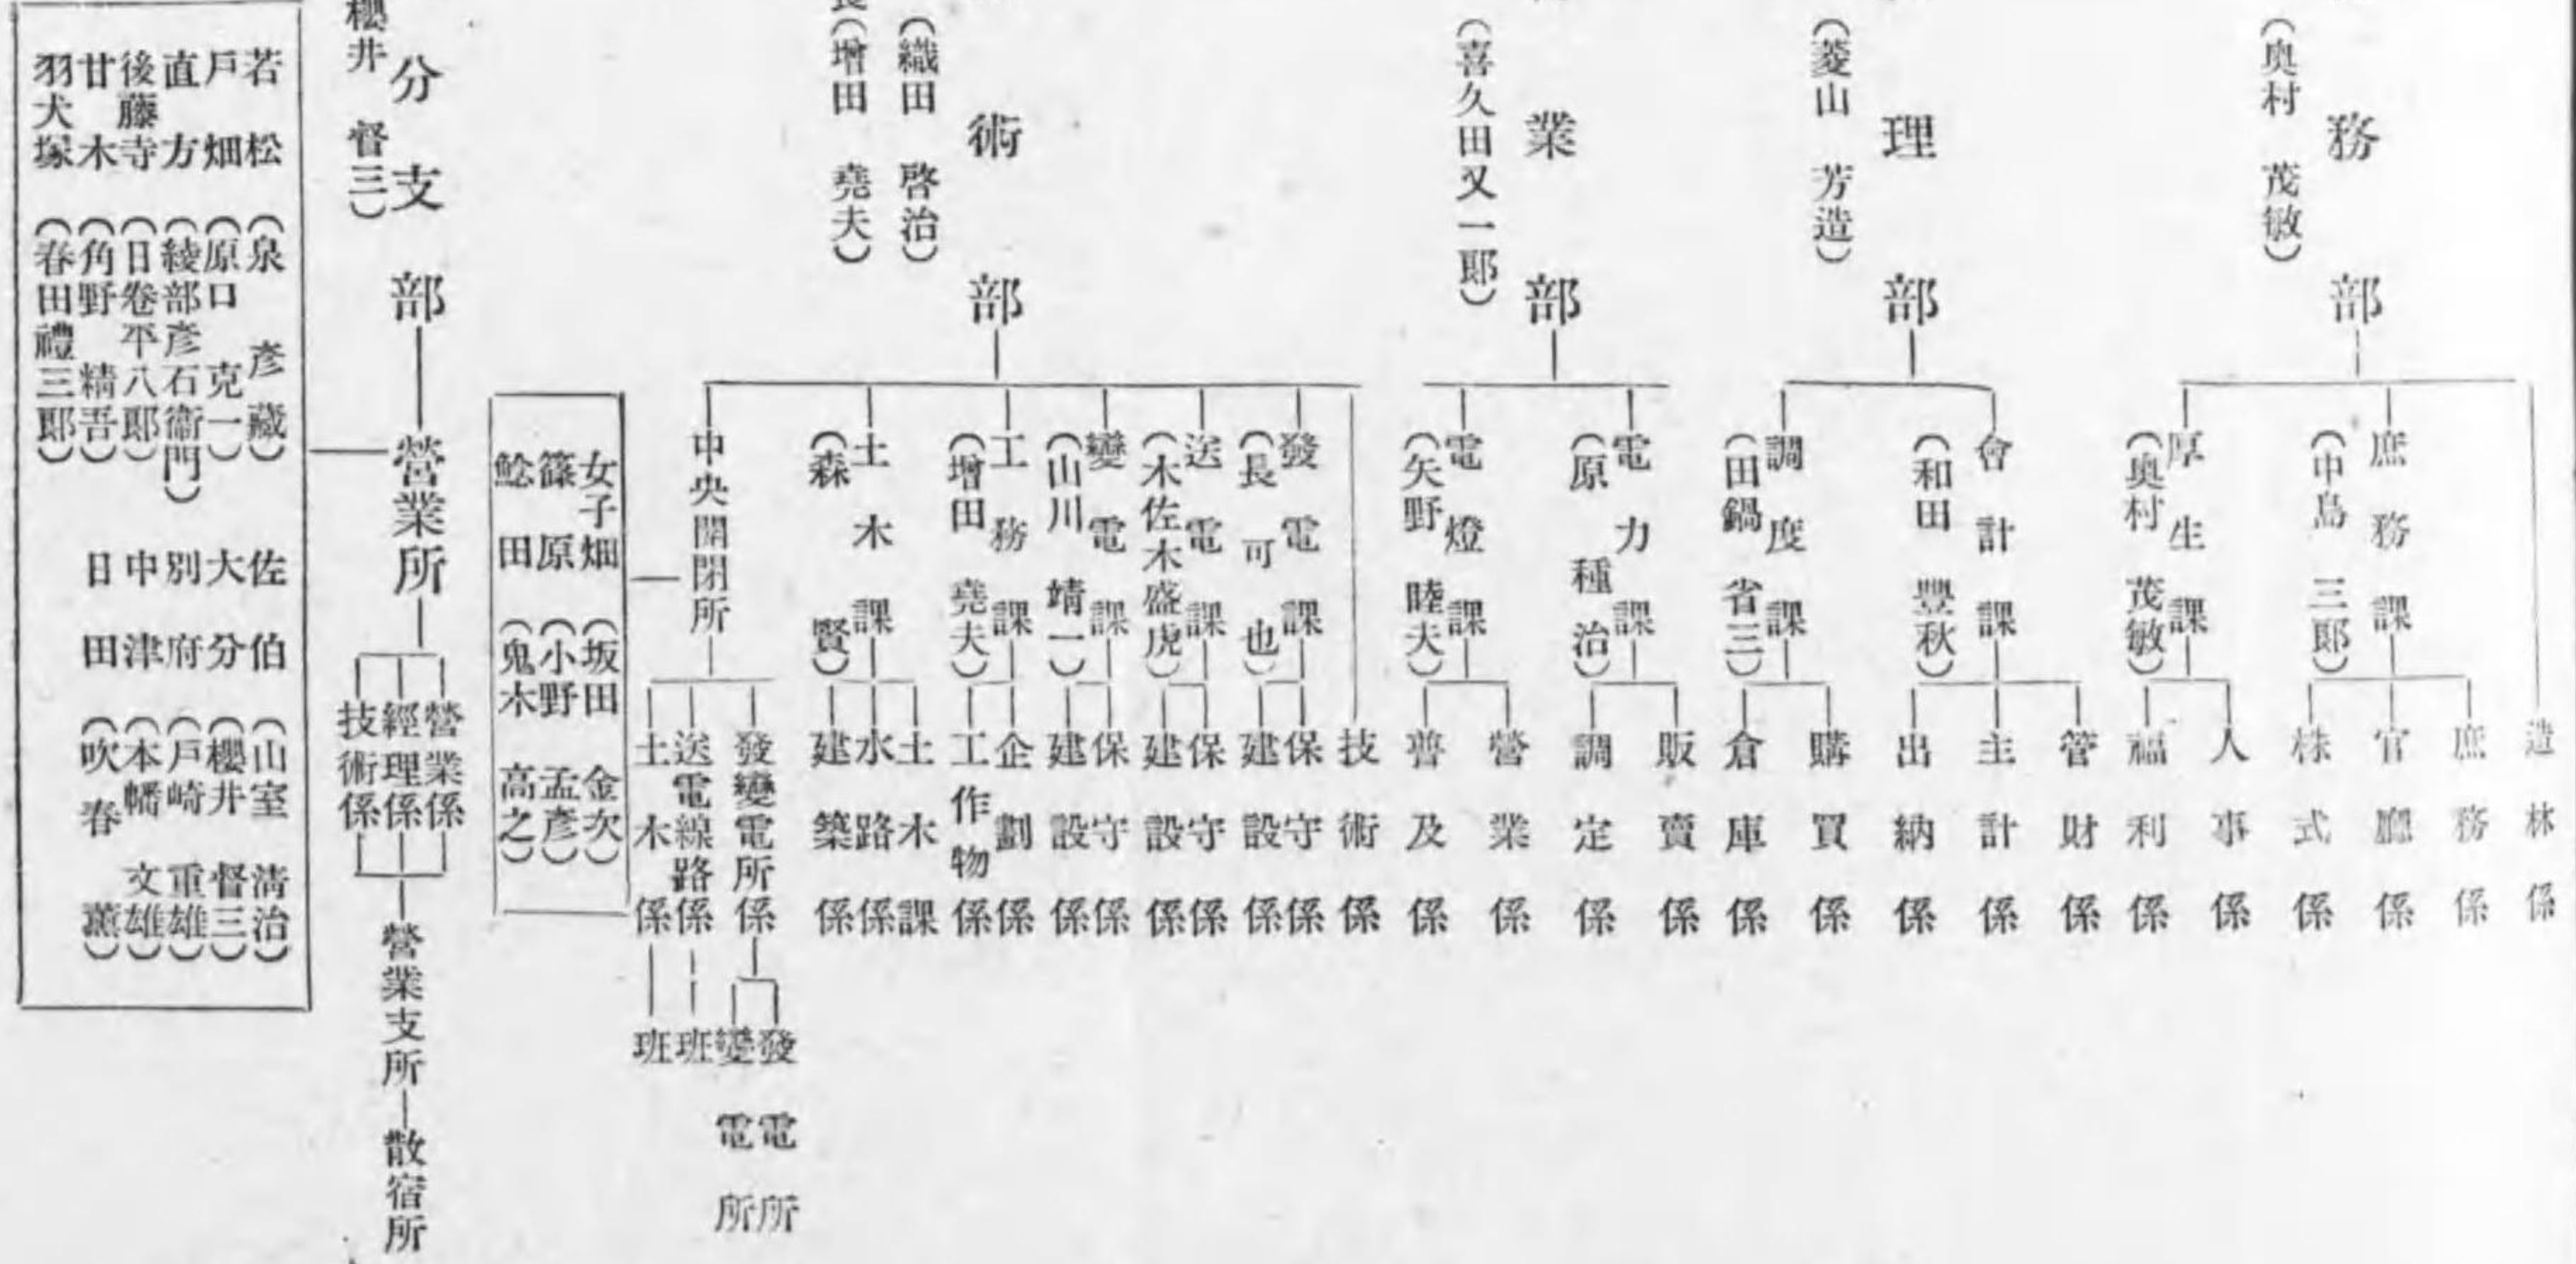 務部
(奥村 茂敏)
造林係
庶務課
(中島 三郎)
庶務係
官廳係
株式係
厚生課
(奥村 茂敏)
人事係
福利係
理部
(菱山 芳造)
會計課
(和田 豐秋)
管財係
主計係
出納係
調度課
(田鍋 省三)
購買係
倉庫係
業部
(喜久田又一郎)
電力課
(原 種治)
販賣係
調定係
電燈課
(矢野 睦夫)
營業係
普及係
術部
(織田 啓治)
長(增田 堯夫)
技術係
發電課
(長 可也)
保守係
建設係
送電課
(木佐木盛虎)
保守係
建設係
變電課
(山川 靖一)
保守係
建設係
工務課
(增田 堯夫)
企劃係
工作物係
土木課
(森 賢)
土木課
水路係
建築係
中央開閉所
發變電所係
發電所
變電所
送電線路係
班
土木係
班
女子畑(坂田 金次)
篠原(小野 孟彥)
鯰田(鬼木 高之)
分支部
櫻井 督三)
營業所
營業係
經理係
技術係
營業支所
散宿所
若松(泉 彥藏)
戶畑(原口 克一)
直方(綾部彥右衞門)
後藤寺(日卷平八郎)
甘木(角野 精吾)
羽犬塚(春田禮三郎)
佐伯(山室 淸治)
大分(櫻井 督三)
別府(戶崎 重雄)
中津(本幡 文雄)
日田(吹春 薰)